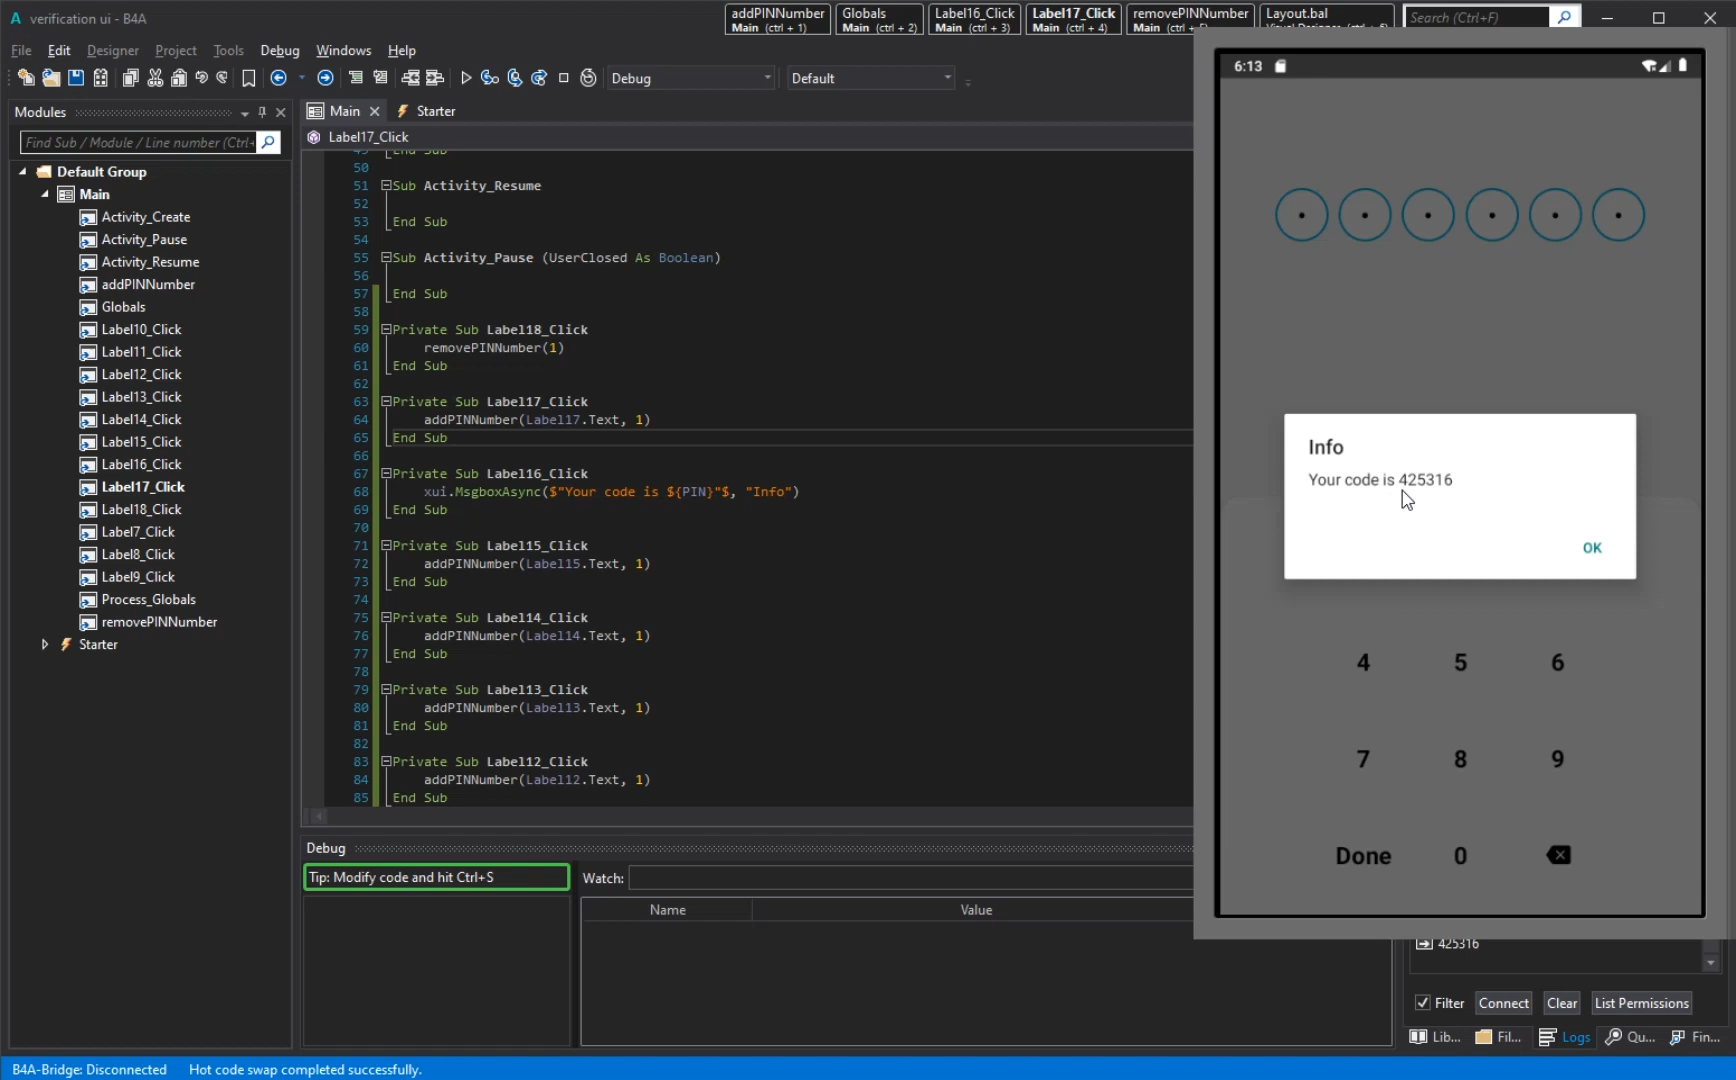 verification ui - B4A
addPINNumber
Main (ctrl + 1)
Globals
Main (ctrl + 2)
Label16_Click
Main (ctrl + 3)
Label17_Click
Main (ctrl + 4)
removePINNumber
Layout.bal
Search (Ctrl+F)
File Edit Designer Project Tools Debug Windows Help
Debug
Default
Modules
Find Sub / Module / Line number (Ctrl+
Default Group
Main
Activity_Create
Activity_Pause
Activity_Resume
addPINNumber
Globals
Label10_Click
Label11_Click
Label12_Click
Label13_Click
Label14_Click
Label15_Click
Label16_Click
Label17_Click
Label18_Click
Label7_Click
Label8_Click
Label9_Click
Process_Globals
removePINNumber
Starter
Main
Starter
Label17_Click
50
51 Sub Activity_Resume
52
53 End Sub
54
55 Sub Activity_Pause (UserClosed As Boolean)
56
57 End Sub
58
59 Private Sub Label18_Click
60 removePINNumber(1)
61 End Sub
62
63 Private Sub Label17_Click
64 addPINNumber(Label17.Text, 1)
65 End Sub
66
67 Private Sub Label16_Click
68 xui.MsgboxAsync($"Your code is ${PIN}"$, "Info")
69 End Sub
70
71 Private Sub Label15_Click
72 addPINNumber(Label15.Text, 1)
73 End Sub
74
75 Private Sub Label14_Click
76 addPINNumber(Label14.Text, 1)
77 End Sub
78
79 Private Sub Label13_Click
80 addPINNumber(Label13.Text, 1)
81 End Sub
82
83 Private Sub Label12_Click
84 addPINNumber(Label12.Text, 1)
85 End Sub
Debug
Tip: Modify code and hit Ctrl+S
Watch:
Name Value
6:13
Info
Your code is 425316
OK
4 5 6
7 8 9
Done 0
425316
Filter Connect Clear List Permissions
Lib... Fil... Logs Qu... Fin...
B4A-Bridge: Disconnected Hot code swap completed successfully.